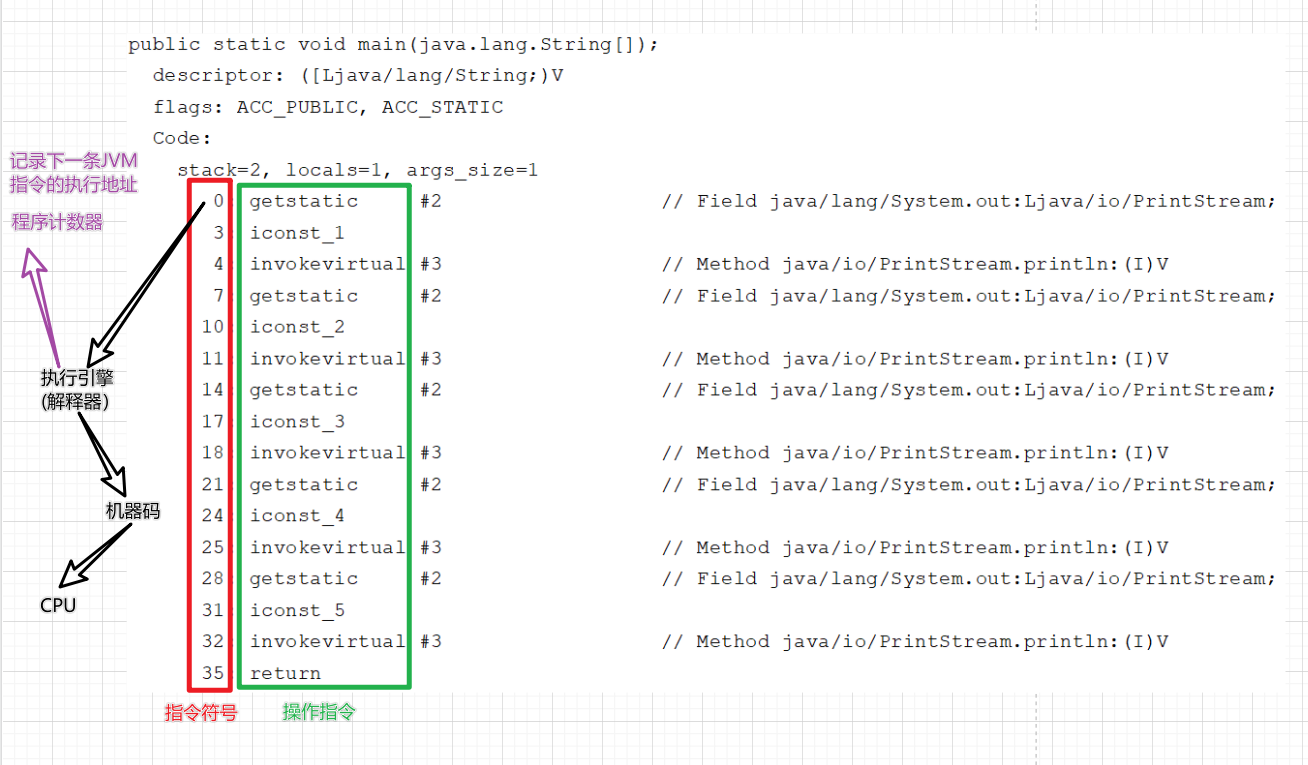 public static void main(java.lang.String[]);
descriptor: ([Ljava/lang/String;)V
flags: ACC_PUBLIC, ACC_STATIC
Code:
stack=2, locals=1, args_size=1
记录下一条JVM
指令的执行地址
程序计数器
0: getstatic #2 // Field java/lang/System.out:Ljava/io/PrintStream;
3: iconst_1
4: invokevirtual #3 // Method java/io/PrintStream.println:(I)V
7: getstatic #2 // Field java/lang/System.out:Ljava/io/PrintStream;
10: iconst_2
11: invokevirtual #3 // Method java/io/PrintStream.println:(I)V
14: getstatic #2 // Field java/lang/System.out:Ljava/io/PrintStream;
17: iconst_3
18: invokevirtual #3 // Method java/io/PrintStream.println:(I)V
21: getstatic #2 // Field java/lang/System.out:Ljava/io/PrintStream;
24: iconst_4
25: invokevirtual #3 // Method java/io/PrintStream.println:(I)V
28: getstatic #2 // Field java/lang/System.out:Ljava/io/PrintStream;
31: iconst_5
32: invokevirtual #3 // Method java/io/PrintStream.println:(I)V
35: return
执行引擎
(解释器)
机器码
CPU
指令符号
操作指令